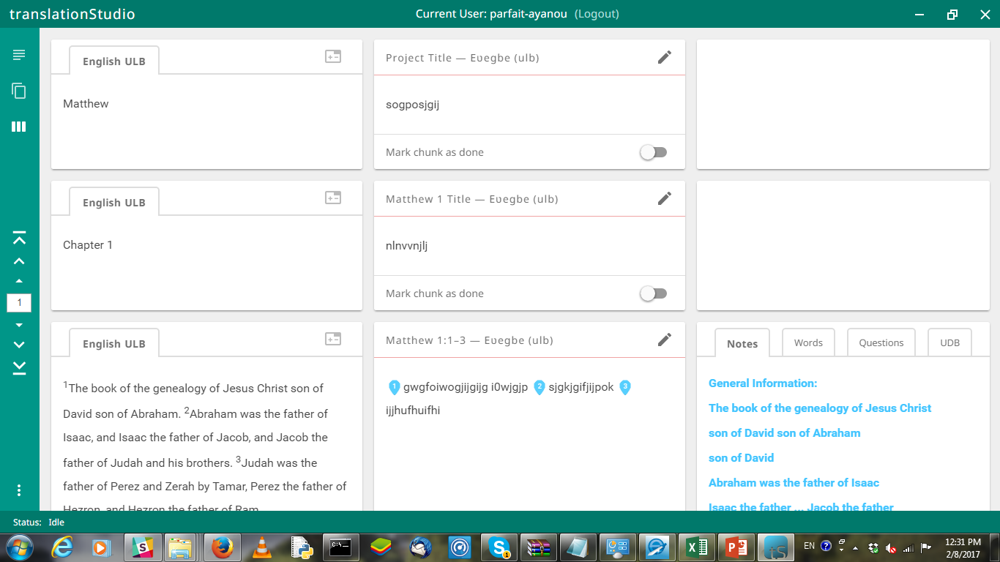 translationStudio
Current User: parfait-ayanou (Logout)
English ULB
Matthew
Project Title — Eʋegbe (ulb)
sogposjgij
Mark chunk as done
English ULB
Chapter 1
Matthew 1 Title — Eʋegbe (ulb)
nlnvvnjlj
Mark chunk as done
1
English ULB
1The book of the genealogy of Jesus Christ son of
David son of Abraham. 2Abraham was the father of
Isaac, and Isaac the father of Jacob, and Jacob the
father of Judah and his brothers. 3Judah was the
father of Perez and Zerah by Tamar, Perez the father of
Hezron, and Hezron the father of Ram.
Matthew 1:1–3 — Eʋegbe (ulb)
1 gwgfoiwogjijgijg i0wjgjp 2 sjgkjgifjijpok 3
ijjhufhuifhi
Notes Words Questions UDB
General Information:
The book of the genealogy of Jesus Christ
son of David son of Abraham
son of David
Abraham was the father of Isaac
Isaac the father ... Jacob the father
Status: Idle
EN
12:31 PM
2/8/2017